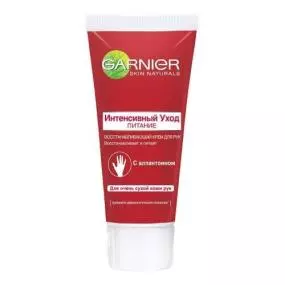 GARNIER
SKIN NATURALS
Интенсивный Уход
ПИТАНИЕ
ВОССТАНАВЛИВАЮЩИЙ КРЕМ ДЛЯ РУК
Восстанавливает и питает
С аллантоином
Для очень сухой кожи рук